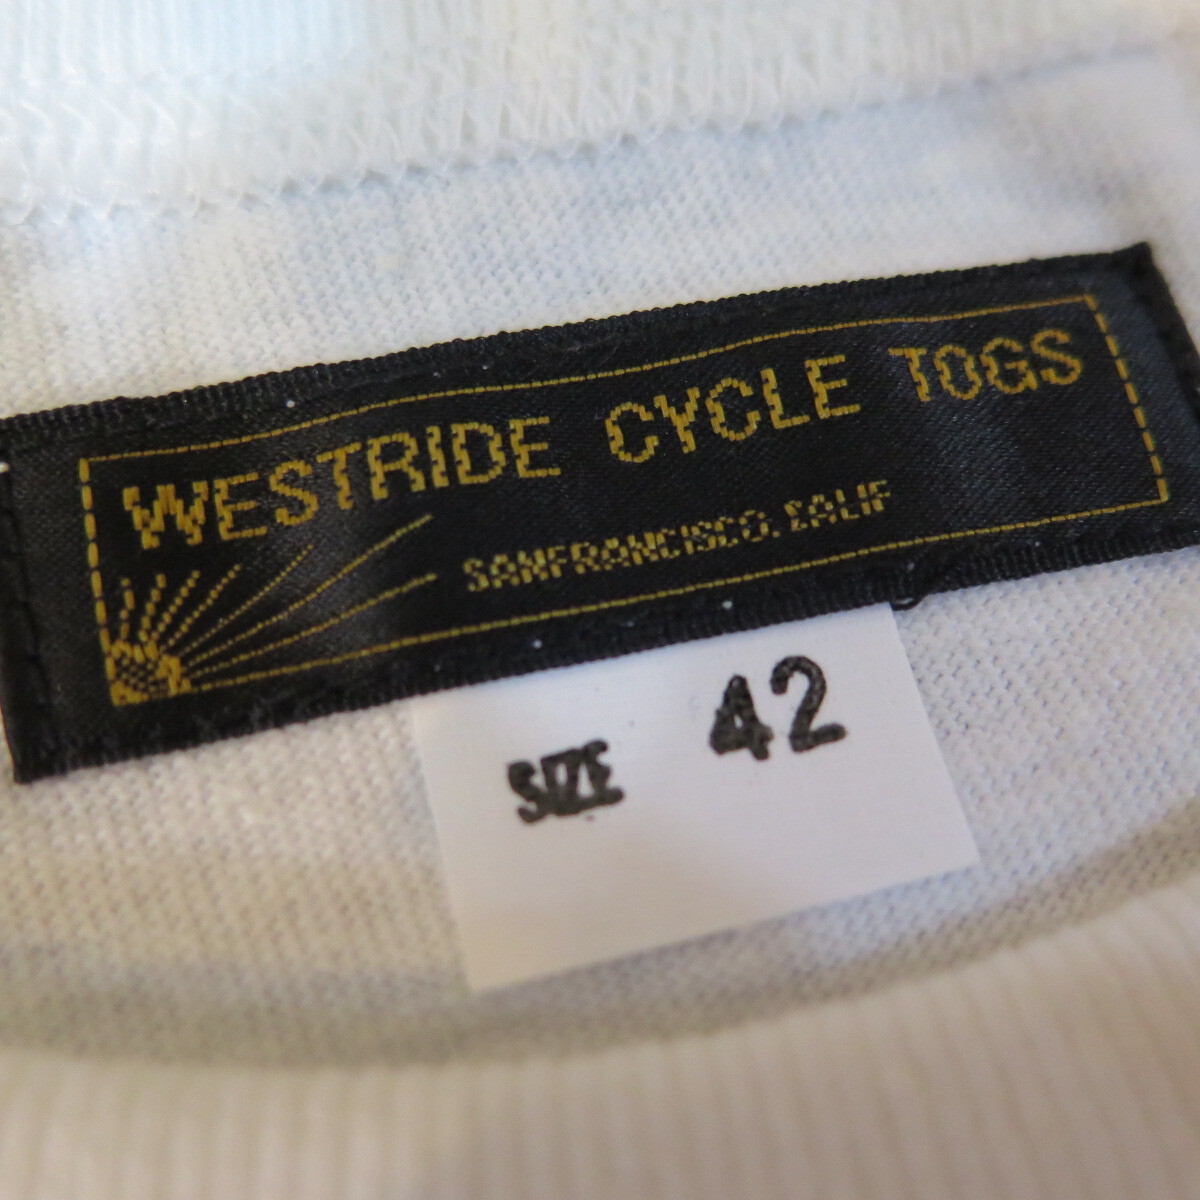 WESTRIDE CYCLE TOGS
SANFRANCISCO, CALIF
SIZE 42